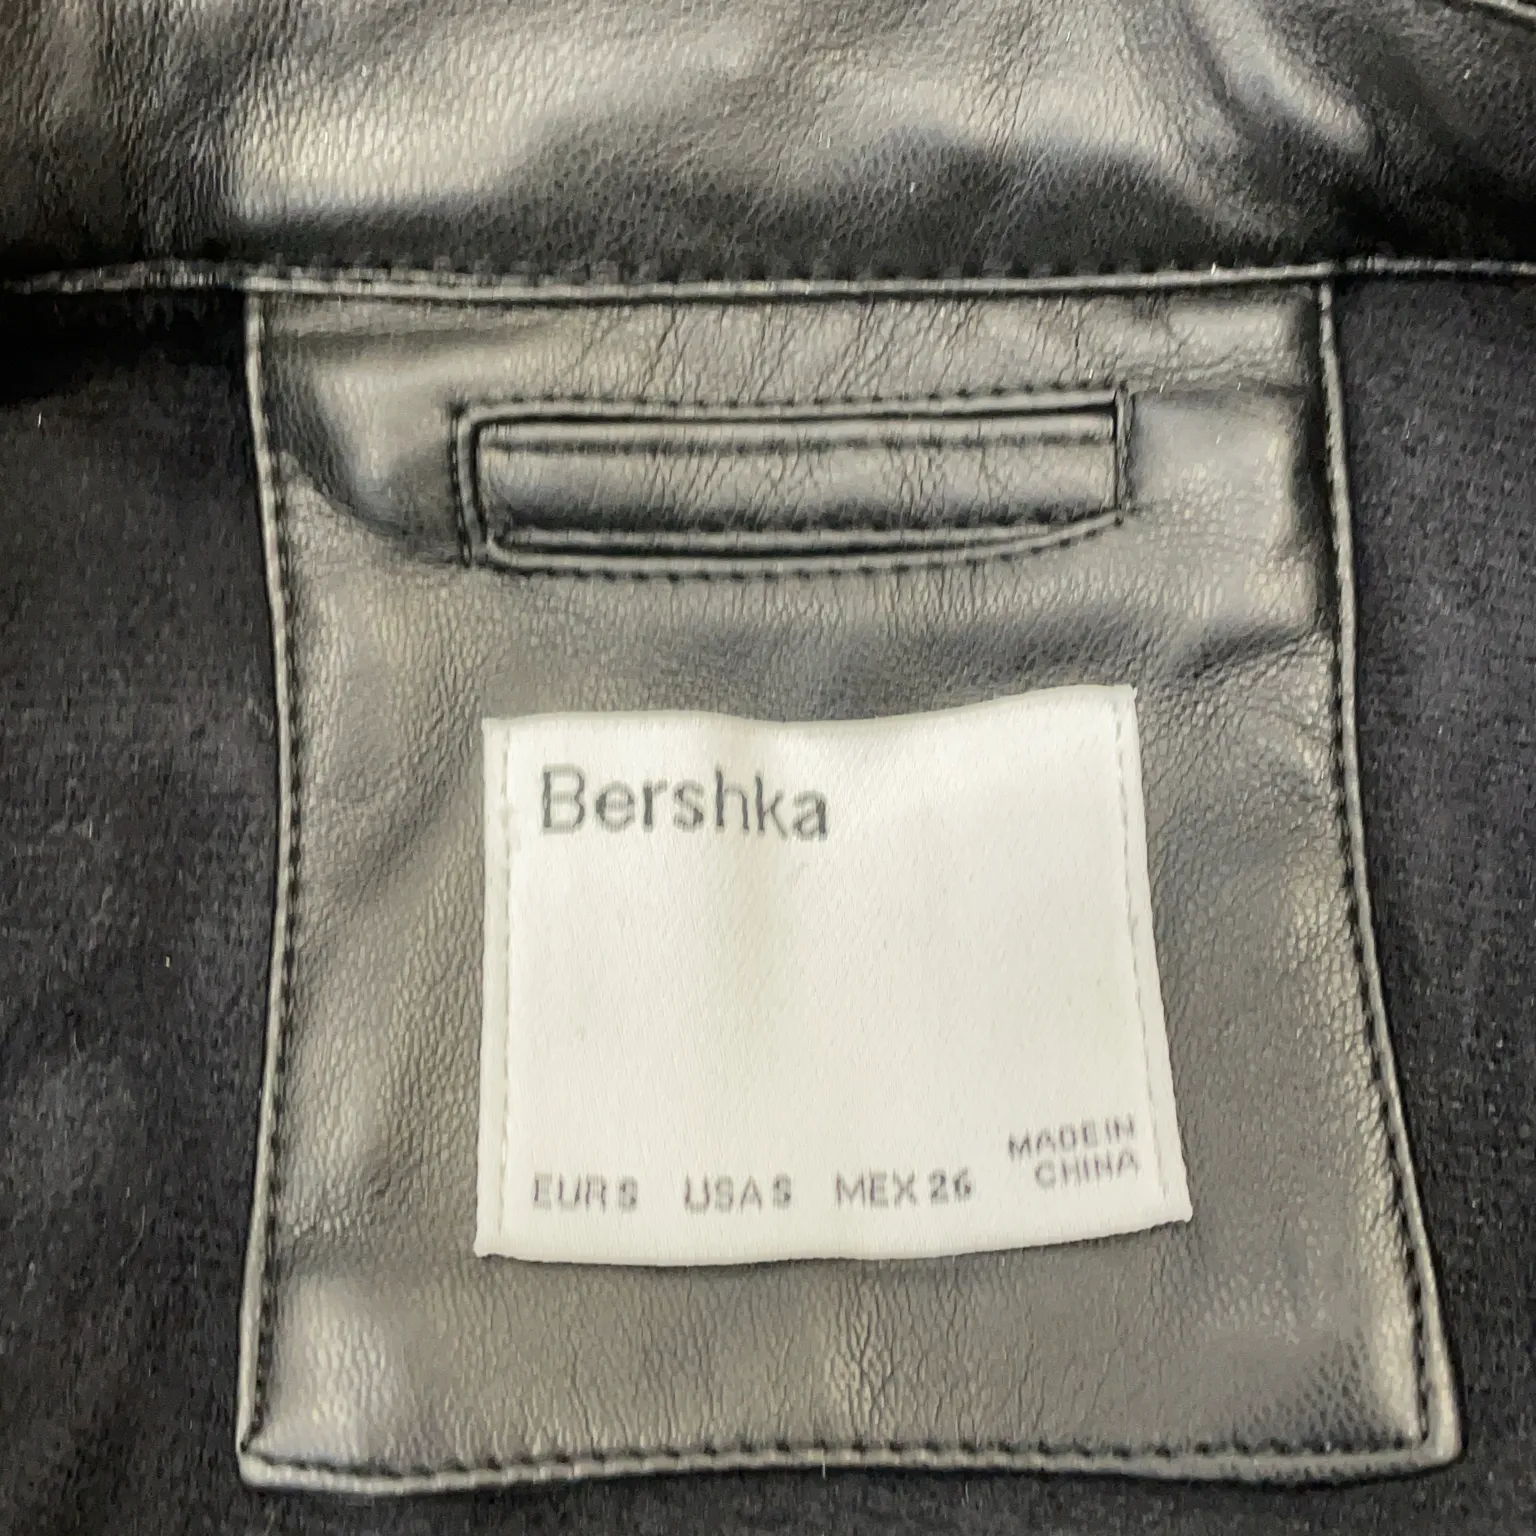 Bershka
MADE IN
CHINA
EUR S USA S MEX 26